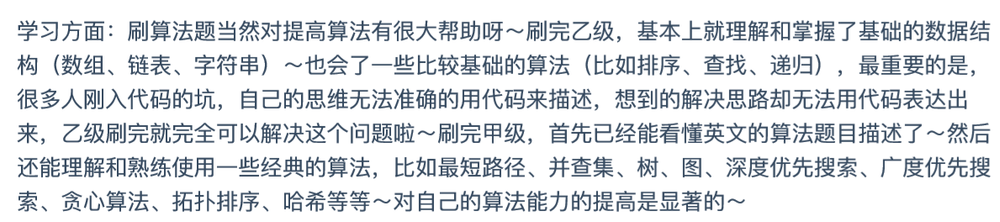 学习方面：刷算法题当然对提高算法有很大帮助呀～刷完乙级，基本上就理解和掌握了基础的数据结
构（数组、链表、字符串）～也会了一些比较基础的算法（比如排序、查找、递归），最重要的是，
很多人刚入代码的坑，自己的思维无法准确的用代码来描述，想到的解决思路却无法用代码表达出
来，乙级刷完就完全可以解决这个问题啦～刷完甲级，首先已经能看懂英文的算法题目描述了～然后
还能理解和熟练使用一些经典的算法，比如最短路径、并查集、树、图、深度优先搜索、广度优先搜
索、贪心算法、拓扑排序、哈希等等～对自己的算法能力的提高是显著的～